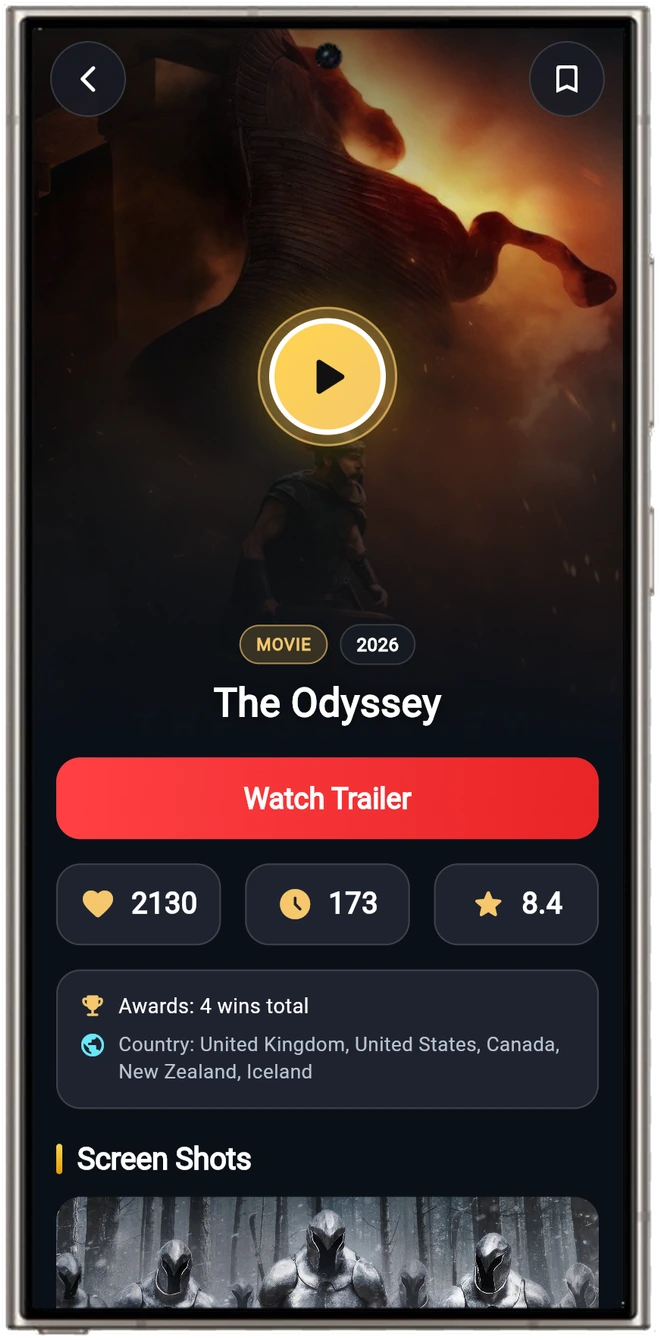 MOVIE
2026
The Odyssey
Watch Trailer
2130
173
8.4
Awards: 4 wins total
Country: United Kingdom, United States, Canada,
New Zealand, Iceland
Screen Shots